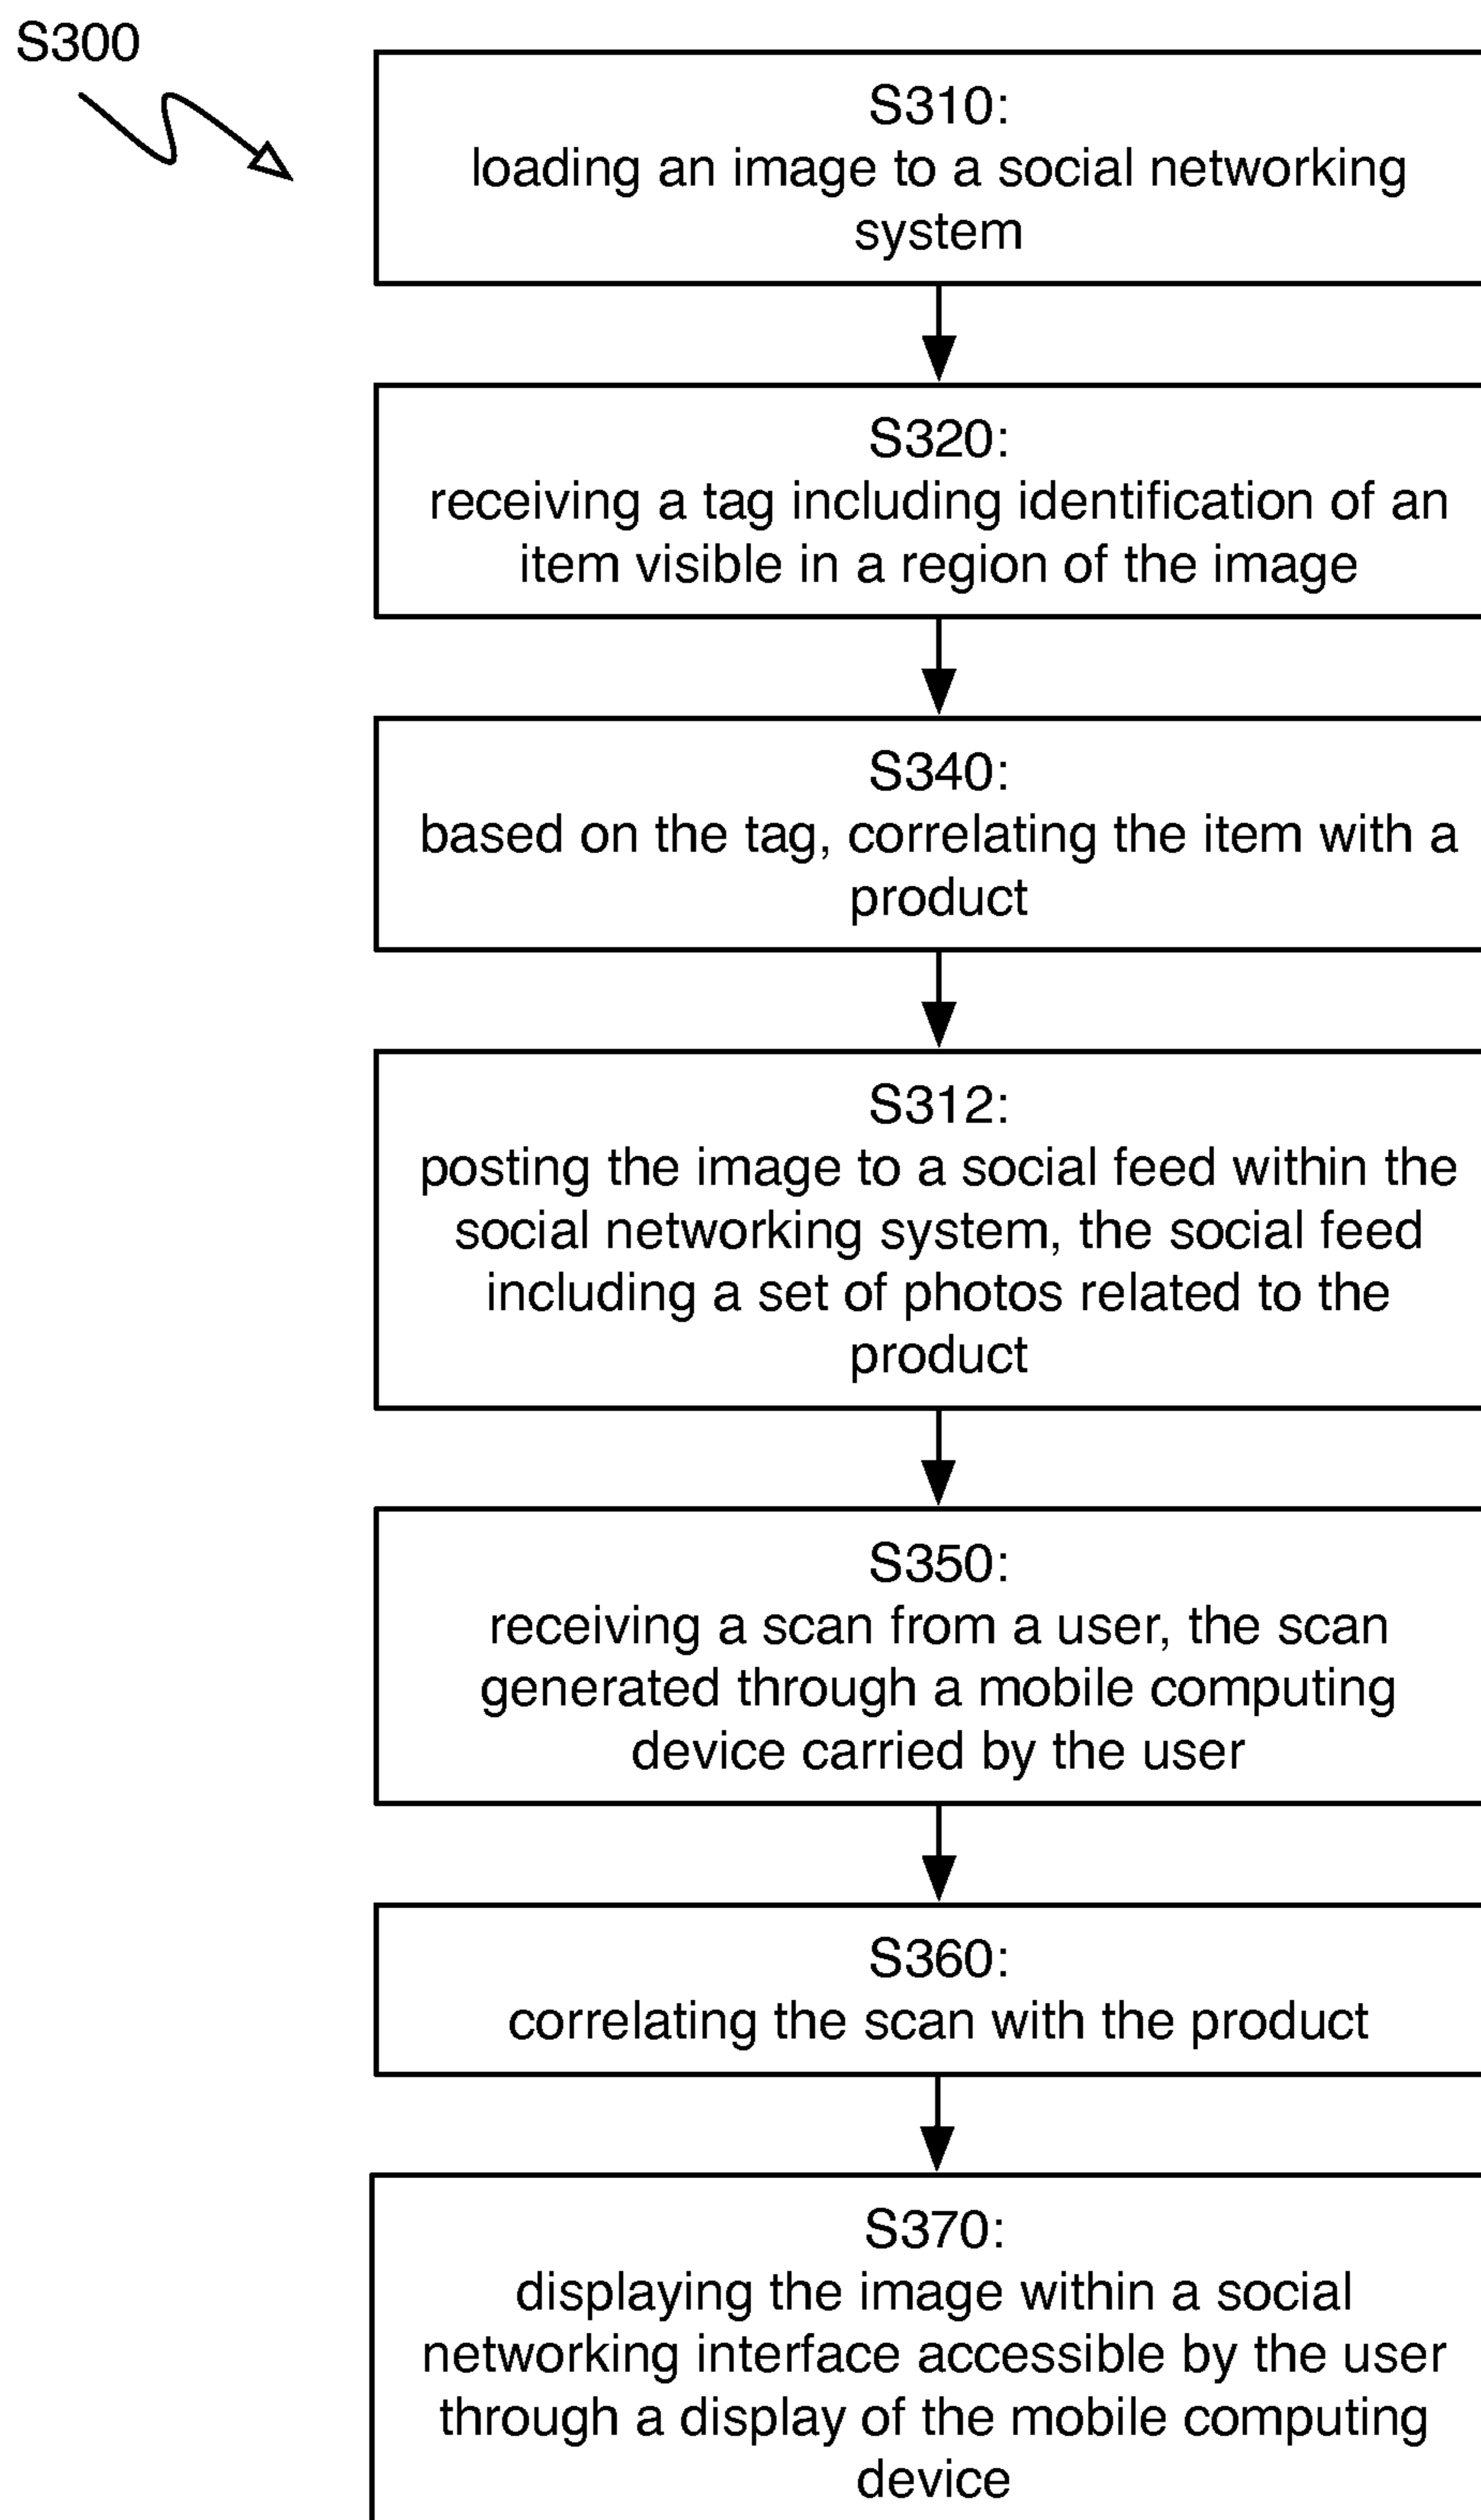 S300
S310:
loading an image to a social networking
system
S320:
receiving a tag including identification of an
item visible in a region of the image
S340:
based on the tag, correlating the item with a
product
S312:
posting the image to a social feed within the
social networking system, the social feed
including a set of photos related to the
product
S350:
receiving a scan from a user, the scan
generated through a mobile computing
device carried by the user
S360:
correlating the scan with the product
S370:
displaying the image within a social
networking interface accessible by the user
through a display of the mobile computing
device